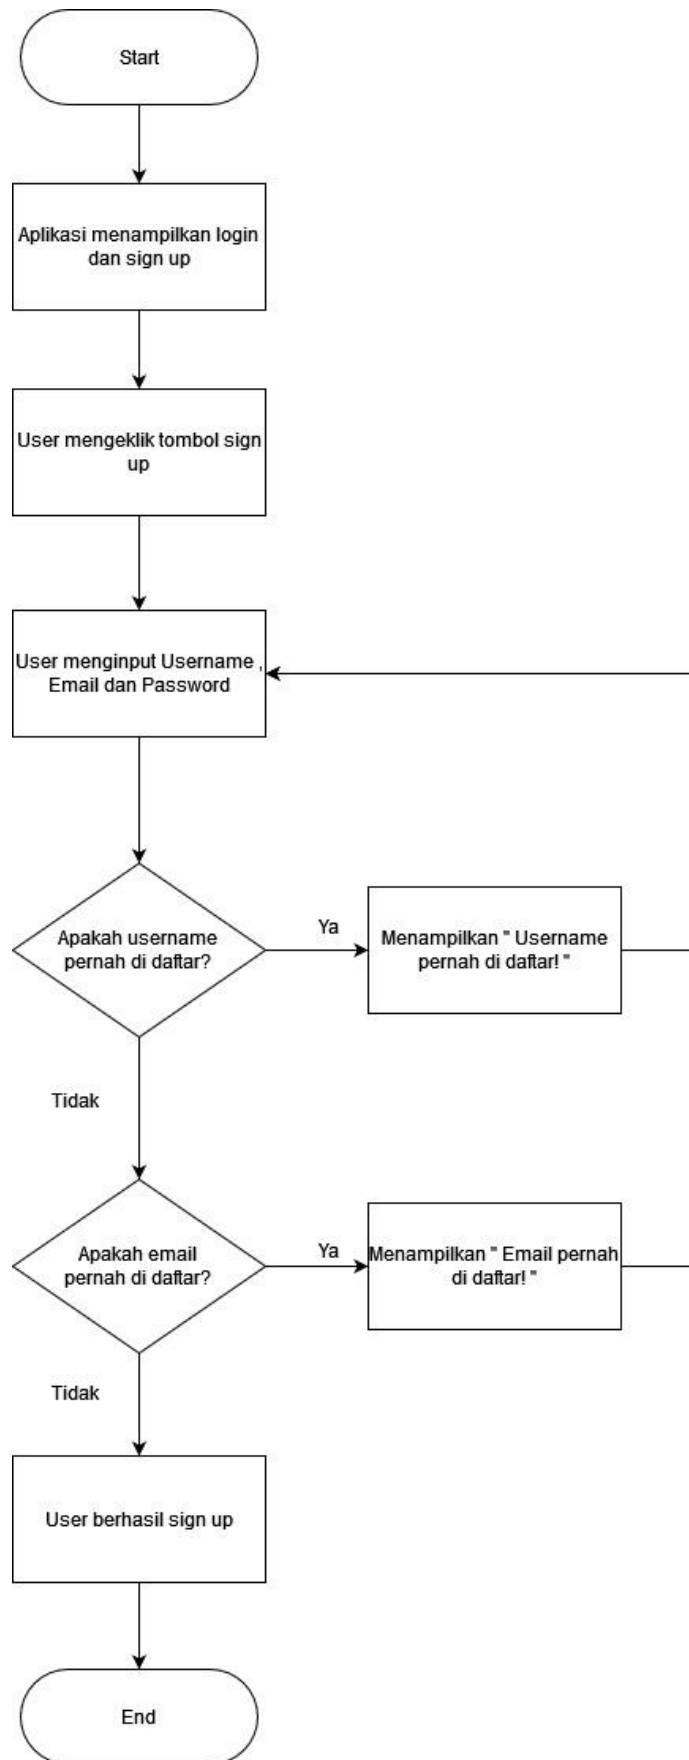 Start
Aplikasi menampilkan login
dan sign up
User mengeklik tombol sign
up
User menginput Username ,
Email dan Password
Apakah username
pernah di daftar?
Ya
Menampilkan " Username
pernah di daftar! "
Tidak
Apakah email
pernah di daftar?
Ya
Menampilkan " Email pernah
di daftar! "
Tidak
User berhasil sign up
End